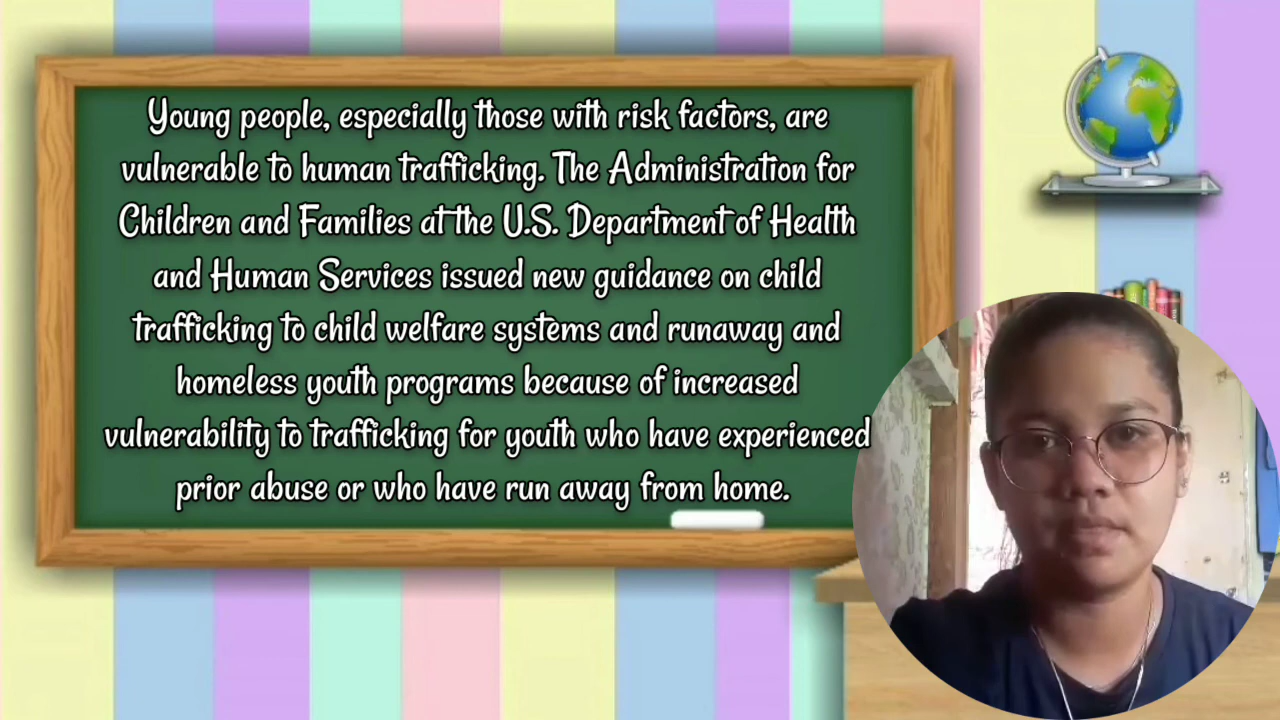 Young people, especially those with risk factors, are
vulnerable to human trafficking. The Administration for
Children and Families at the U.S. Department of Health
and Human Services issued new guidance on child
trafficking to child welfare systems and runaway and
homeless youth programs because of increased
vulnerability to trafficking for youth who have experienced
prior abuse or who have run away from home.